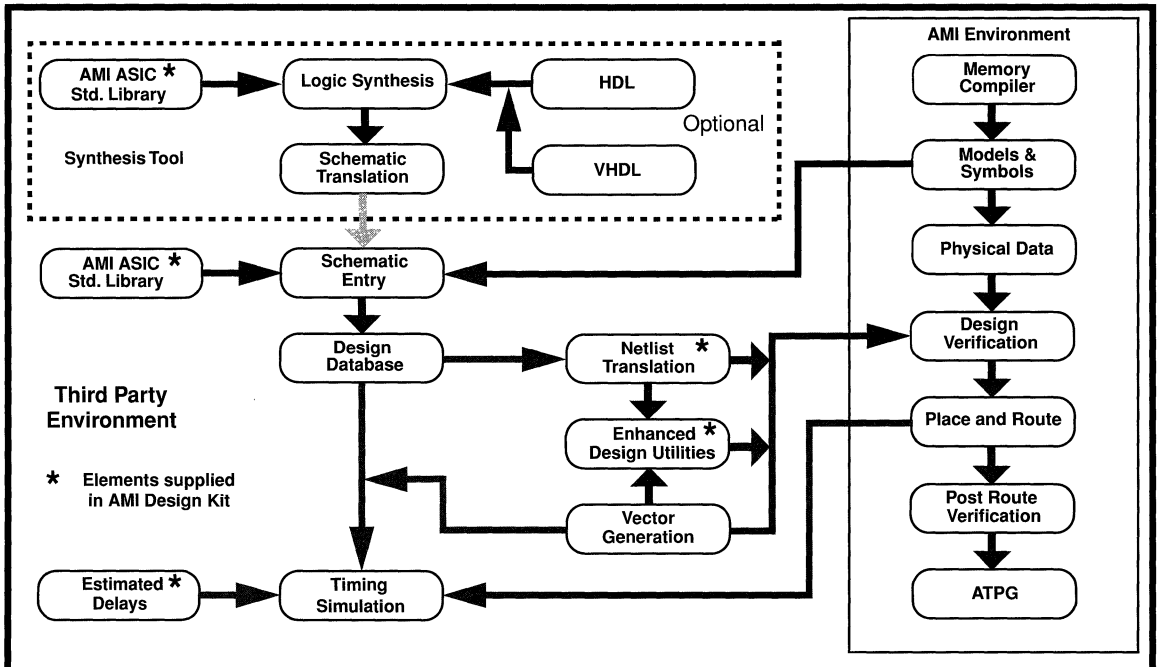 AMI Environment
AMI ASIC *
Std. Library
Logic Synthesis
HDL
Optional
Synthesis Tool
Schematic
Translation
VHDL
Memory
Compiler
Models &
Symbols
AMI ASIC *
Std. Library
Schematic
Entry
Physical Data
Design
Database
Netlist *
Translation
Design
Verification
Third Party
Environment
Enhanced *
Design Utilities
Place and Route
* Elements supplied
in AMI Design Kit
Vector
Generation
Post Route
Verification
Estimated *
Delays
Timing
Simulation
ATPG